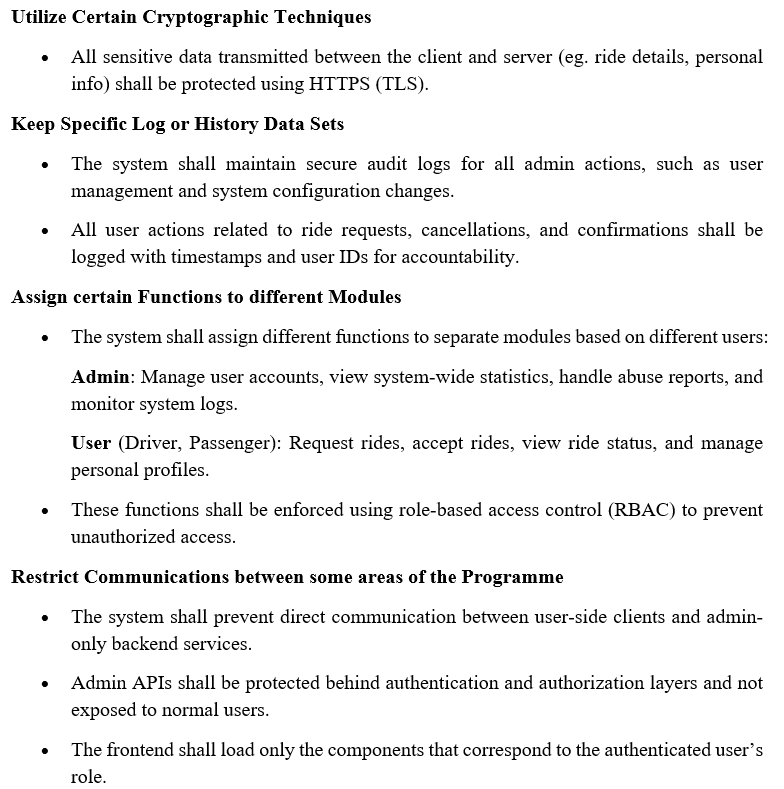 Utilize Certain Cryptographic Techniques
• All sensitive data transmitted between the client and server (eg. ride details, personal
info) shall be protected using HTTPS (TLS).
Keep Specific Log or History Data Sets
• The system shall maintain secure audit logs for all admin actions, such as user
management and system configuration changes.
• All user actions related to ride requests, cancellations, and confirmations shall be
logged with timestamps and user IDs for accountability.
Assign certain Functions to different Modules
• The system shall assign different functions to separate modules based on different users:
Admin: Manage user accounts, view system-wide statistics, handle abuse reports, and
monitor system logs.
User (Driver, Passenger): Request rides, accept rides, view ride status, and manage
personal profiles.
• These functions shall be enforced using role-based access control (RBAC) to prevent
unauthorized access.
Restrict Communications between some areas of the Programme
• The system shall prevent direct communication between user-side clients and admin-
only backend services.
• Admin APIs shall be protected behind authentication and authorization layers and not
exposed to normal users.
• The frontend shall load only the components that correspond to the authenticated user’s
role.